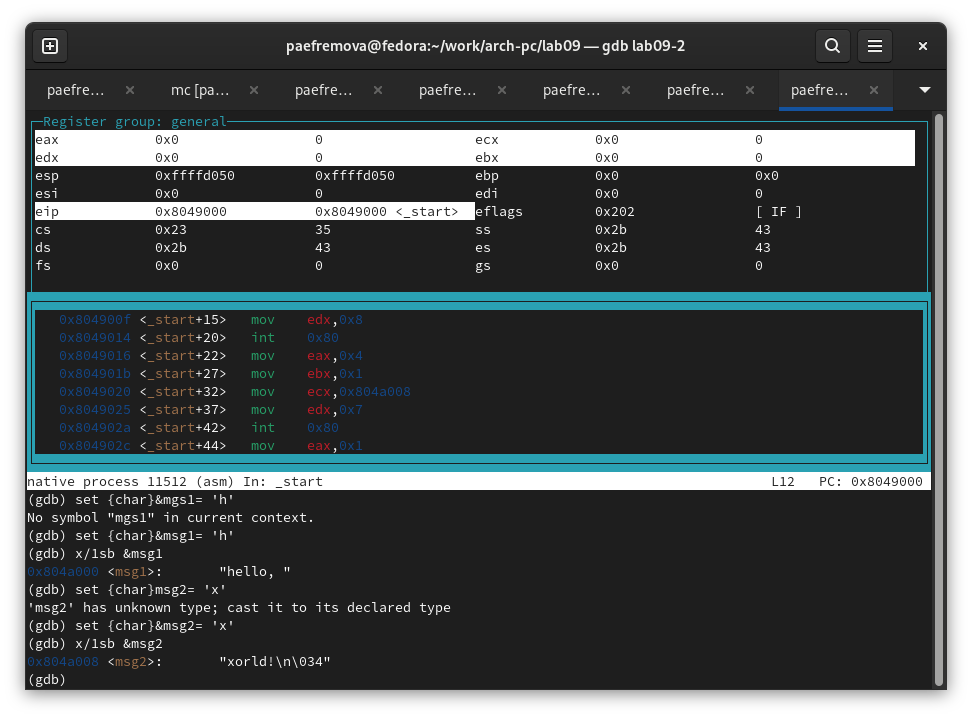 paefremova@fedora:~/work/arch-pc/lab09 — gdb lab09-2
paefre… × mc [pa… × paefre… × paefre… × paefre… × paefre… × paefre… ×
Register group: general
eax 0x0 0 ecx 0x0 0
edx 0x0 0 ebx 0x0 0
esp 0xffffd050 0xffffd050 ebp 0x0 0x0
esi 0x0 0 edi 0x0 0
eip 0x8049000 0x8049000 <_start> eflags 0x202 [ IF ]
cs 0x23 35 ss 0x2b 43
ds 0x2b 43 es 0x2b 43
fs 0x0 0 gs 0x0 0
0x804900f <_start+15> mov edx,0x8
0x8049014 <_start+20> int 0x80
0x8049016 <_start+22> mov eax,0x4
0x804901b <_start+27> mov ebx,0x1
0x8049020 <_start+32> mov ecx,0x804a008
0x8049025 <_start+37> mov edx,0x7
0x804902a <_start+42> int 0x80
0x804902c <_start+44> mov eax,0x1
native process 11512 (asm) In: _start L12 PC: 0x8049000
(gdb) set {char}&mgs1= 'h'
No symbol "mgs1" in current context.
(gdb) set {char}&msg1= 'h'
(gdb) x/1sb &msg1
0x804a000 <msg1>: "hello, "
(gdb) set {char}msg2= 'x'
'msg2' has unknown type; cast it to its declared type
(gdb) set {char}&msg2= 'x'
(gdb) x/1sb &msg2
0x804a008 <msg2>: "xorld!\n\034"
(gdb)